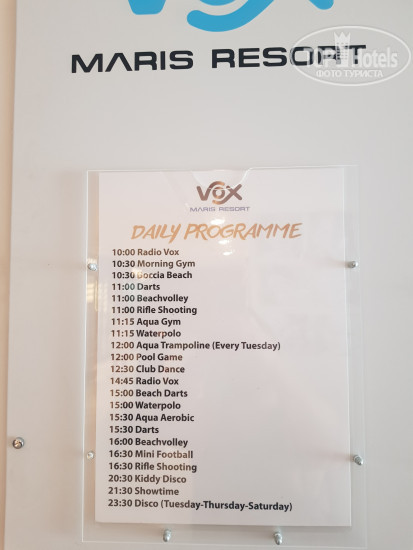 VOX
MARIS RESORT
TOPHotels
ФОТО ТУРИСТА
VOX
MARIS RESORT
DAILY PROGRAMME
10:00 Radio Vox
10:30 Morning Gym
10:30 Boccia Beach
11:00 Darts
11:00 Beachvolley
11:00 Rifle Shooting
11:15 Aqua Gym
11:15 Waterpolo
12:00 Aqua Trampoline (Every Tuesday)
12:00 Pool Game
12:30 Club Dance
14:45 Radio Vox
15:00 Beach Darts
15:00 Waterpolo
15:30 Aqua Aerobic
15:30 Darts
16:00 Beachvolley
16:30 Mini Football
16:30 Rifle Shooting
20:30 Kiddy Disco
21:30 Showtime
23:30 Disco (Tuesday-Thursday-Saturday)